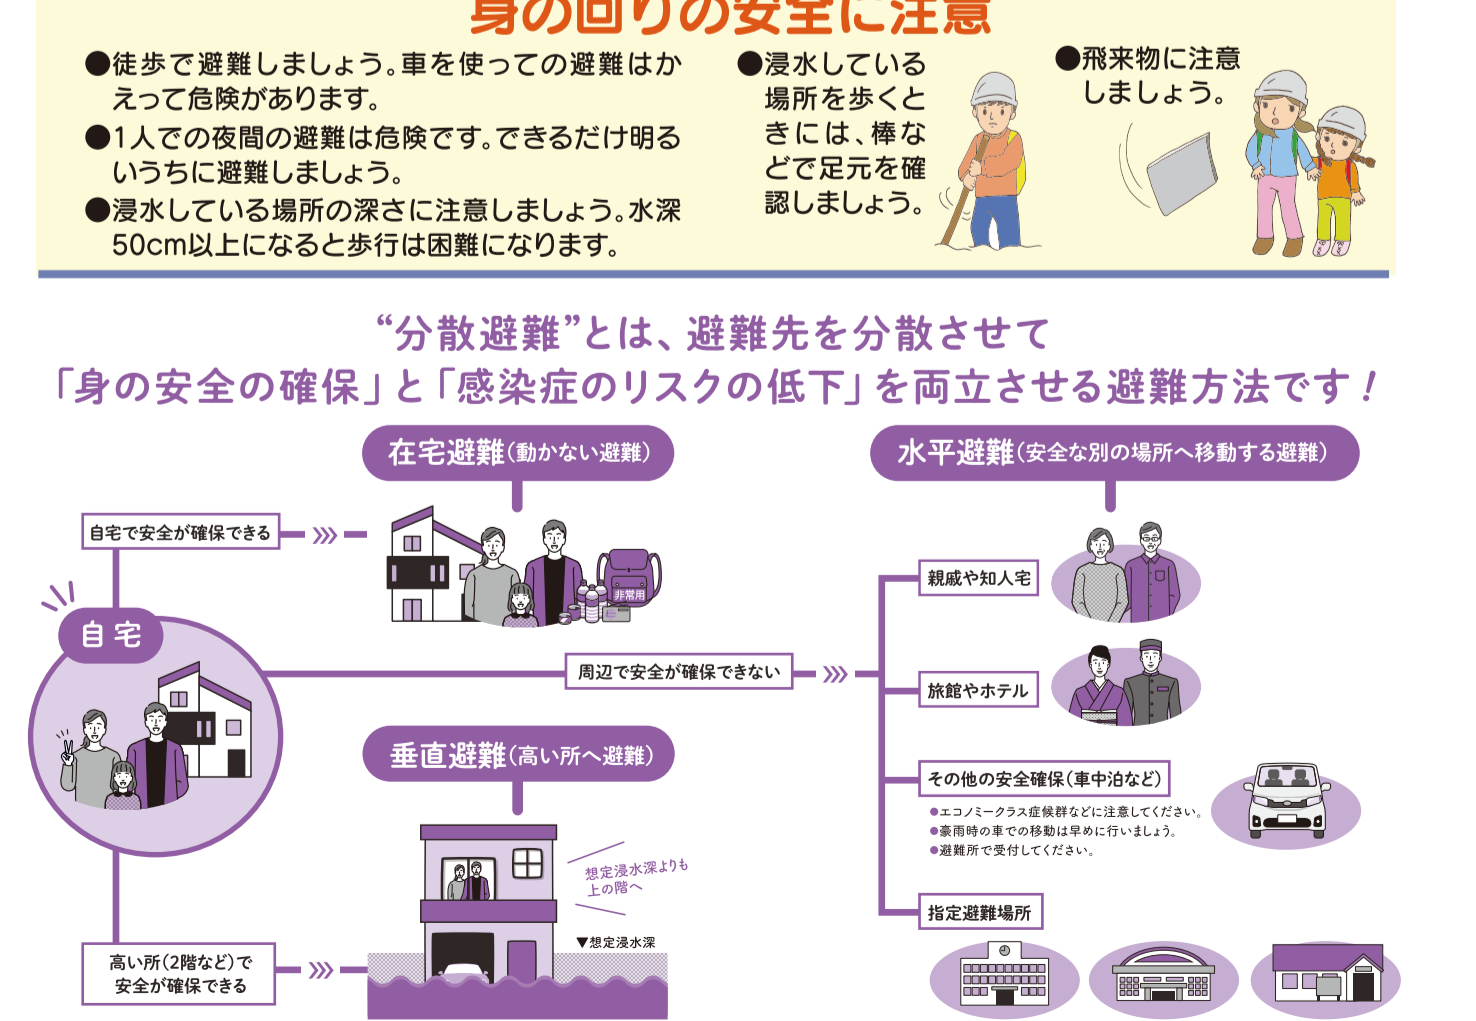 身の回りの安全に注意
●徒歩で避難しましょう。車を使っての避難はか
えって危険があります。
●1人での夜間の避難は危険です。できるだけ明る
いうちに避難しましょう。
●浸水している場所の深さに注意しましょう。水深
50cm以上になると歩行は困難になります。
●浸水している
場所を歩くと
きには、棒な
どで足元を確
認しましょう。
●飛来物に注意
しましょう。
“分散避難”とは、避難先を分散させて
「身の安全の確保」と「感染症のリスクの低下」を両立させる避難方法です！
在宅避難(動かない避難)
自宅で安全が確保できる
非常用
自宅
周辺で安全が確保できない
垂直避難(高い所へ避難)
想定浸水深よりも
上の階へ
▼想定浸水深
高い所(2階など)で
安全が確保できる
水平避難(安全な別の場所へ移動する避難)
親戚や知人宅
旅館やホテル
その他の安全確保(車中泊など)
●エコノミークラス症候群などに注意してください。
●豪雨時の車での移動は早めに行いましょう。
●避難所で受付してください。
指定避難場所